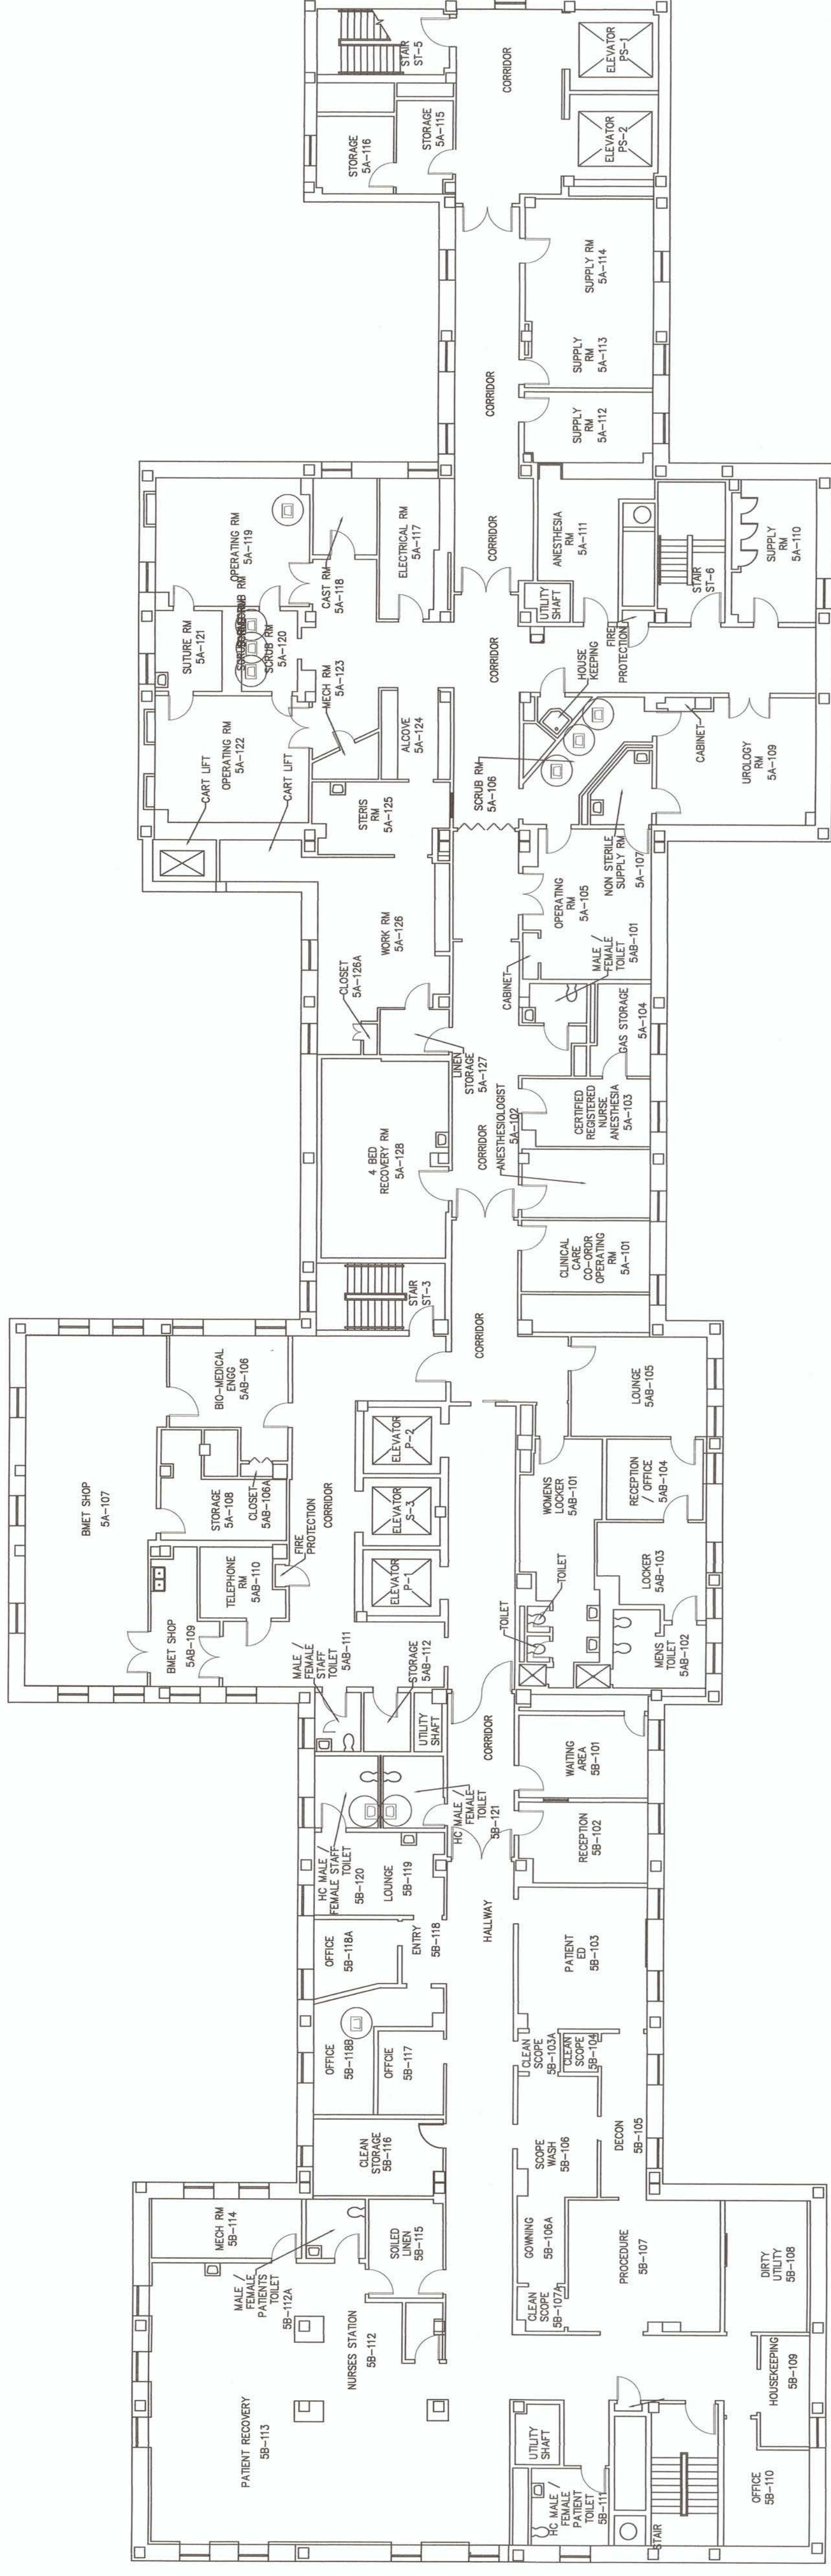 STAIR
ST-5
CORRIDOR
ELEVATOR
PS-1
STORAGE
5A-116
STORAGE
5A-115
ELEVATOR
PS-2
SUPPLY RM
5A-114
SUPPLY
RM
5A-113
CORRIDOR
SUPPLY
RM
5A-112
OPERATING RM
5A-119
CAST RM
5A-118
ELECTRICAL RM
5A-117
CORRIDOR
ANESTHESIA
RM
5A-111
UTILITY
SHAFT
STAIR
ST-6
SUPPLY
RM
5A-110
SUTURE RM
5A-121
SCRUB RM
5A-120
MECH RM
5A-123
CORRIDOR
HOUSE
KEEPING
FIRE
PROTECTION
OPERATING RM
5A-122
CART LIFT
CART LIFT
ALCOVE
5A-124
STERIS
RM
5A-125
SCRUB RM
5A-106
CABINET
UROLOGY
RM
5A-109
NON STERILE
SUPPLY RM
5A-107
OPERATING
RM
5A-105
WORK RM
5A-126
CLOSET
5A-126A
CABINET
MALE /
FEMALE
TOILET
5AB-101
GAS STORAGE
5A-104
LINEN
STORAGE
5A-127
CERTIFIED
REGISTERED
NURSE
ANESTHESIA
5A-103
4 BED
RECOVERY RM
5A-128
CORRIDOR
ANESTHESIOLOGIST
5A-102
CLINICAL
CARE
CO-ORDR
OPERATING
RM
5A-101
STAIR
ST-3
CORRIDOR
BIO-MEDICAL
ENGG
5AB-106
LOUNGE
5AB-105
BMET SHOP
5A-107
STORAGE
5A-108
CLOSET
5AB-106A
ELEVATOR
P-2
ELEVATOR
S-3
ELEVATOR
P-1
CORRIDOR
FIRE
PROTECTION
TELEPHONE
RM
5AB-110
BMET SHOP
5AB-109
WOMENS
LOCKER
5AB-101
RECEPTION
/ OFFICE
5AB-104
LOCKER
5AB-103
TOILET
TOILET
MENS
TOILET
5AB-102
MALE /
FEMALE
STAFF
TOILET
5AB-111
STORAGE
5AB-112
UTILITY
SHAFT
CORRIDOR
WAITING
AREA
5B-101
HC MALE /
FEMALE
TOILET
5B-121
RECEPTION
5B-102
HC MALE /
FEMALE STAFF
TOILET
5B-120
LOUNGE
5B-119
OFFICE
5B-118A
ENTRY
5B-118
HALLWAY
PATIENT
ED
5B-103
OFFICE
5B-118B
OFFCIE
5B-117
CLEAN
SCOPE
5B-103A
CLEAN
SCOPE
5B-104
CLEAN
STORAGE
5B-116
SCOPE
WASH
5B-106
DECON
5B-105
MECH RM
5B-114
MALE /
FEMALE
PATIENTS
TOILET
5B-112A
SOILED
LINEN
5B-115
GOWNING
5B-106A
CLEAN
SCOPE
5B-107A
PROCEDURE
5B-107
DIRTY
UTILITY
5B-108
NURSES STATION
5B-112
PATIENT RECOVERY
5B-113
HOUSEKEEPING
5B-109
UTILITY
SHAFT
HC MALE /
FEMALE
PATIENT
TOILET
5B-111
STAIR
OFFICE
5B-110